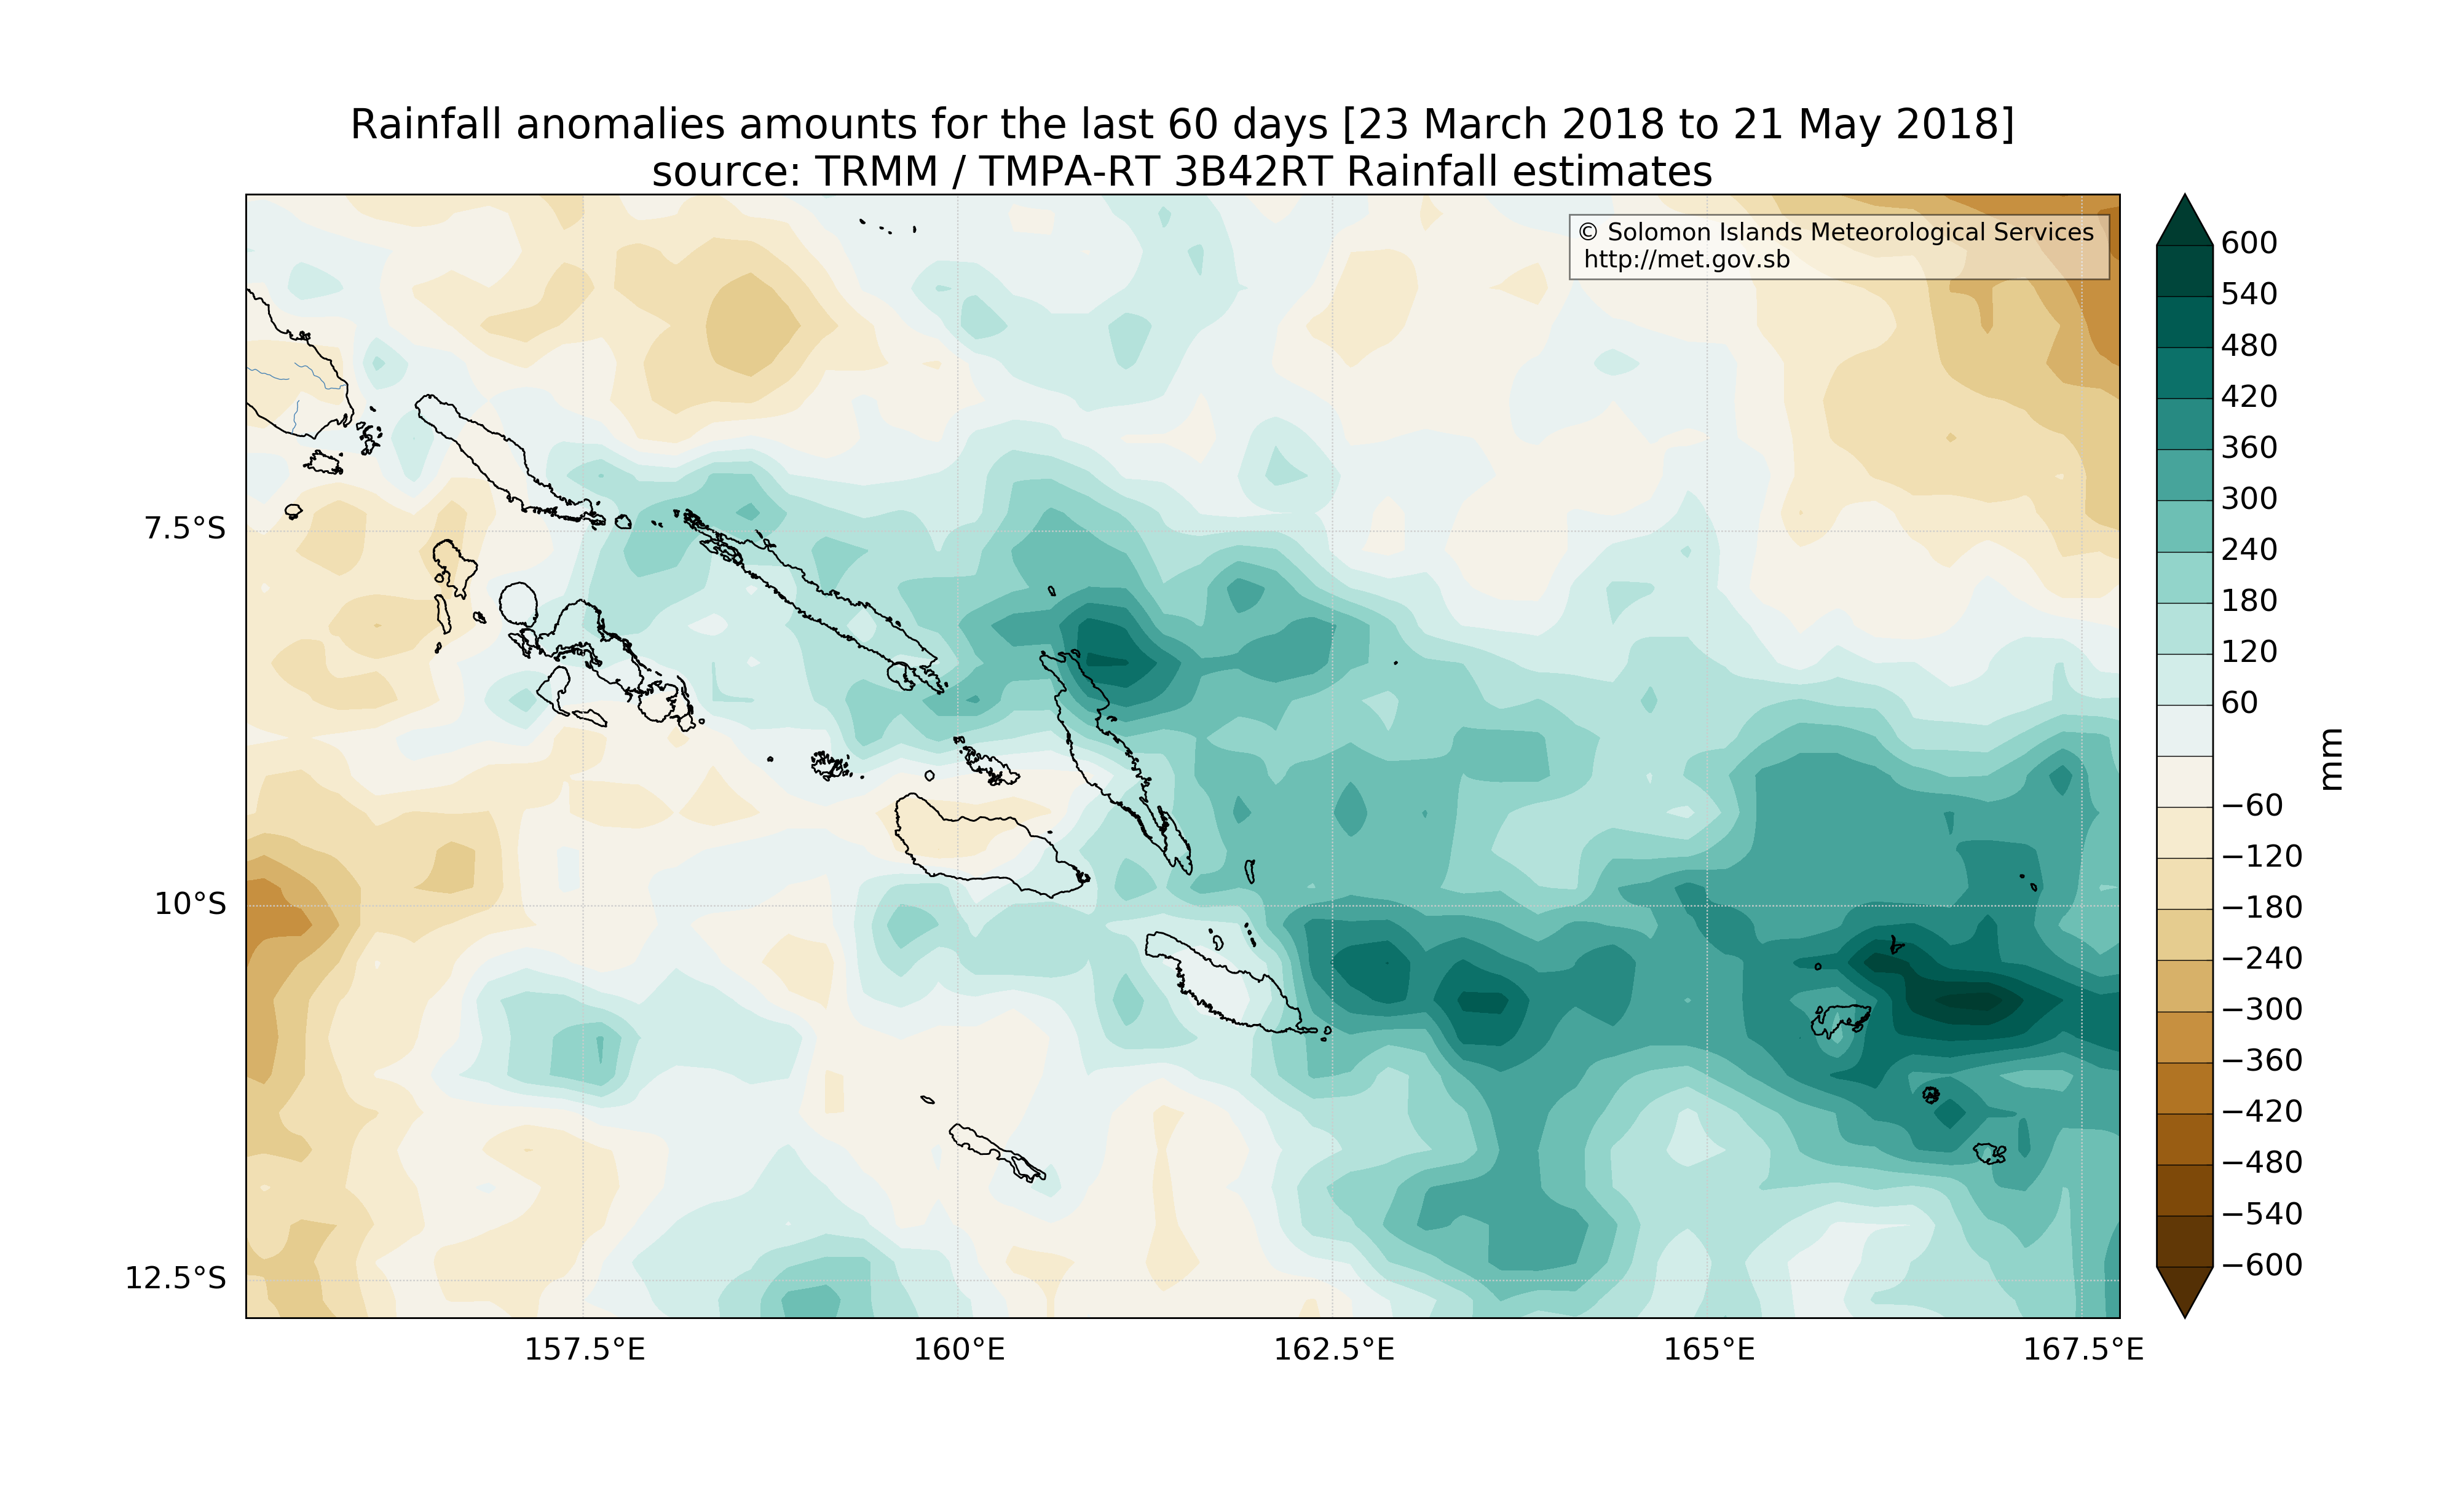 Rainfall anomalies amounts for the last 60 days [23 March 2018 to 21 May 2018]
source: TRMM / TMPA-RT 3B42RT Rainfall estimates
© Solomon Islands Meteorological Services
http://met.gov.sb
7.5°S
10°S
12.5°S
157.5°E
160°E
162.5°E
165°E
167.5°E
600
540
480
420
360
300
240
180
120
60
−60
−120
−180
−240
−300
−360
−420
−480
−540
−600
mm